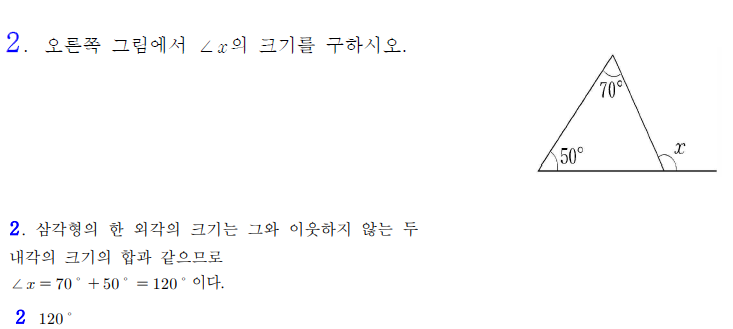 2. 오른쪽 그림에서 ∠x의 크기를 구하시오.
70°
50°
x
2. 삼각형의 한 외각의 크기는 그와 이웃하지 않는 두
내각의 크기의 합과 같으므로
∠x = 70° + 50° = 120° 이다.
2 120°